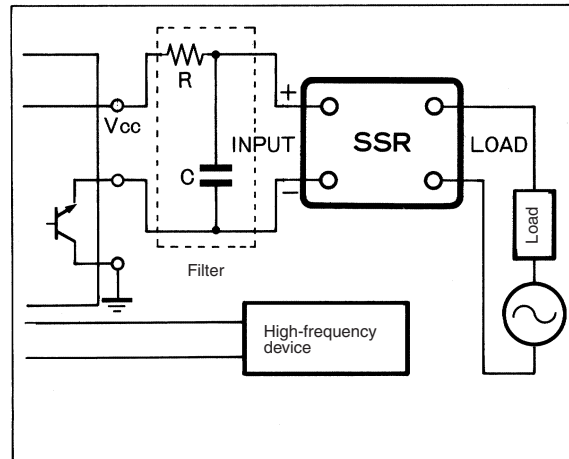 R
Vcc
INPUT
+
−
SSR
LOAD
C
Load
Filter
High-frequency
device